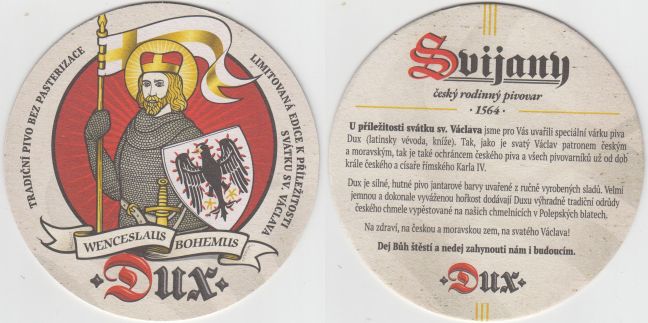 TRADIČNÍ PIVO BEZ PASTERIZACE
LIMITOVANÁ EDICE K PŘÍLEŽITOSTI
SVÁTKU SV. VÁCLAVA
WENCESLAUS BOHEMUS
Dux
Svijany
český rodinný pivovar
· 1564 ·
U příležitosti svátku sv. Václava jsme pro Vás uvařili speciální várku piva
Dux (latinsky vévoda, kníže). Tak, jako je svatý Václav patronem českým
a moravským, tak je také ochráncem českého piva a všech pivovarníků už od dob
krále českého a císaře římského Karla IV.
Dux je silné, hutné pivo jantarové barvy uvařené z ručně vyrobených sladů. Velmi
jemnou a dokonale vyváženou hořkost dodávají Duxu výhradně tradiční odrůdy
českého chmele vypěstované na našich chmelnicích v Polepských blatech.
Na zdraví, na českou a moravskou zem, na svatého Václava!
Dej Bůh štěstí a nedej zahynouti nám i budoucím.
Dux